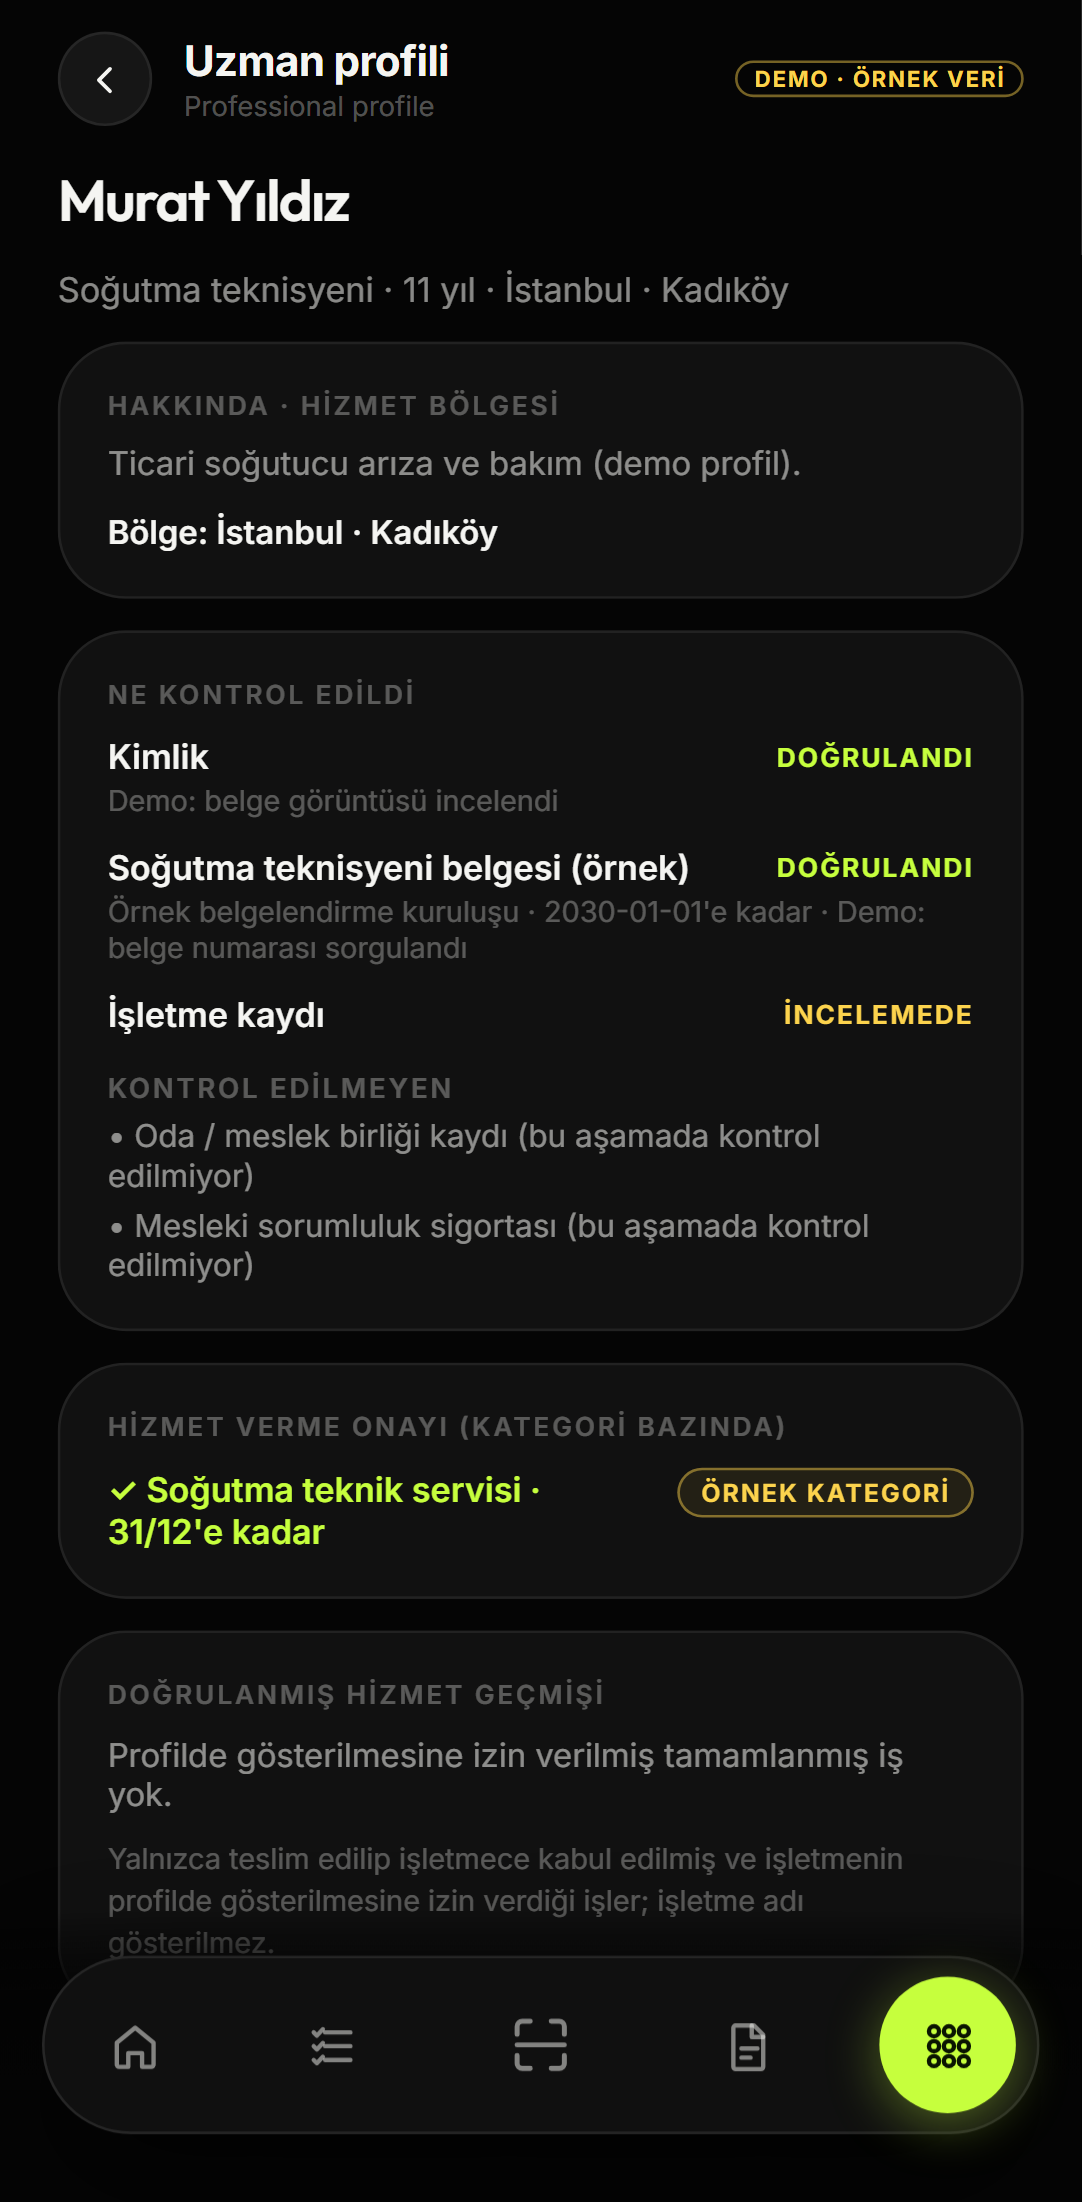 Uzman profili
Professional profile
DEMO · ÖRNEK VERİ
Murat Yıldız
Soğutma teknisyeni · 11 yıl · İstanbul · Kadıköy
HAKKINDA · HİZMET BÖLGESİ
Ticari soğutucu arıza ve bakım (demo profil).
Bölge: İstanbul · Kadıköy
NE KONTROL EDİLDİ
Kimlik
DOĞRULANDI
Demo: belge görüntüsü incelendi
Soğutma teknisyeni belgesi (örnek)
DOĞRULANDI
Örnek belgelendirme kuruluşu · 2030-01-01'e kadar · Demo:
belge numarası sorgulandı
İşletme kaydı
İNCELEMEDE
KONTROL EDİLMEYEN
• Oda / meslek birliği kaydı (bu aşamada kontrol
edilmiyor)
• Mesleki sorumluluk sigortası (bu aşamada kontrol
edilmiyor)
HİZMET VERME ONAYI (KATEGORİ BAZINDA)
✓ Soğutma teknik servisi ·
31/12'e kadar
ÖRNEK KATEGORİ
DOĞRULANMIŞ HİZMET GEÇMİŞİ
Profilde gösterilmesine izin verilmiş tamamlanmış iş
yok.
Yalnızca teslim edilip işletmece kabul edilmiş ve işletmenin
profilde gösterilmesine izin verdiği işler; işletme adı
gösterilmez.